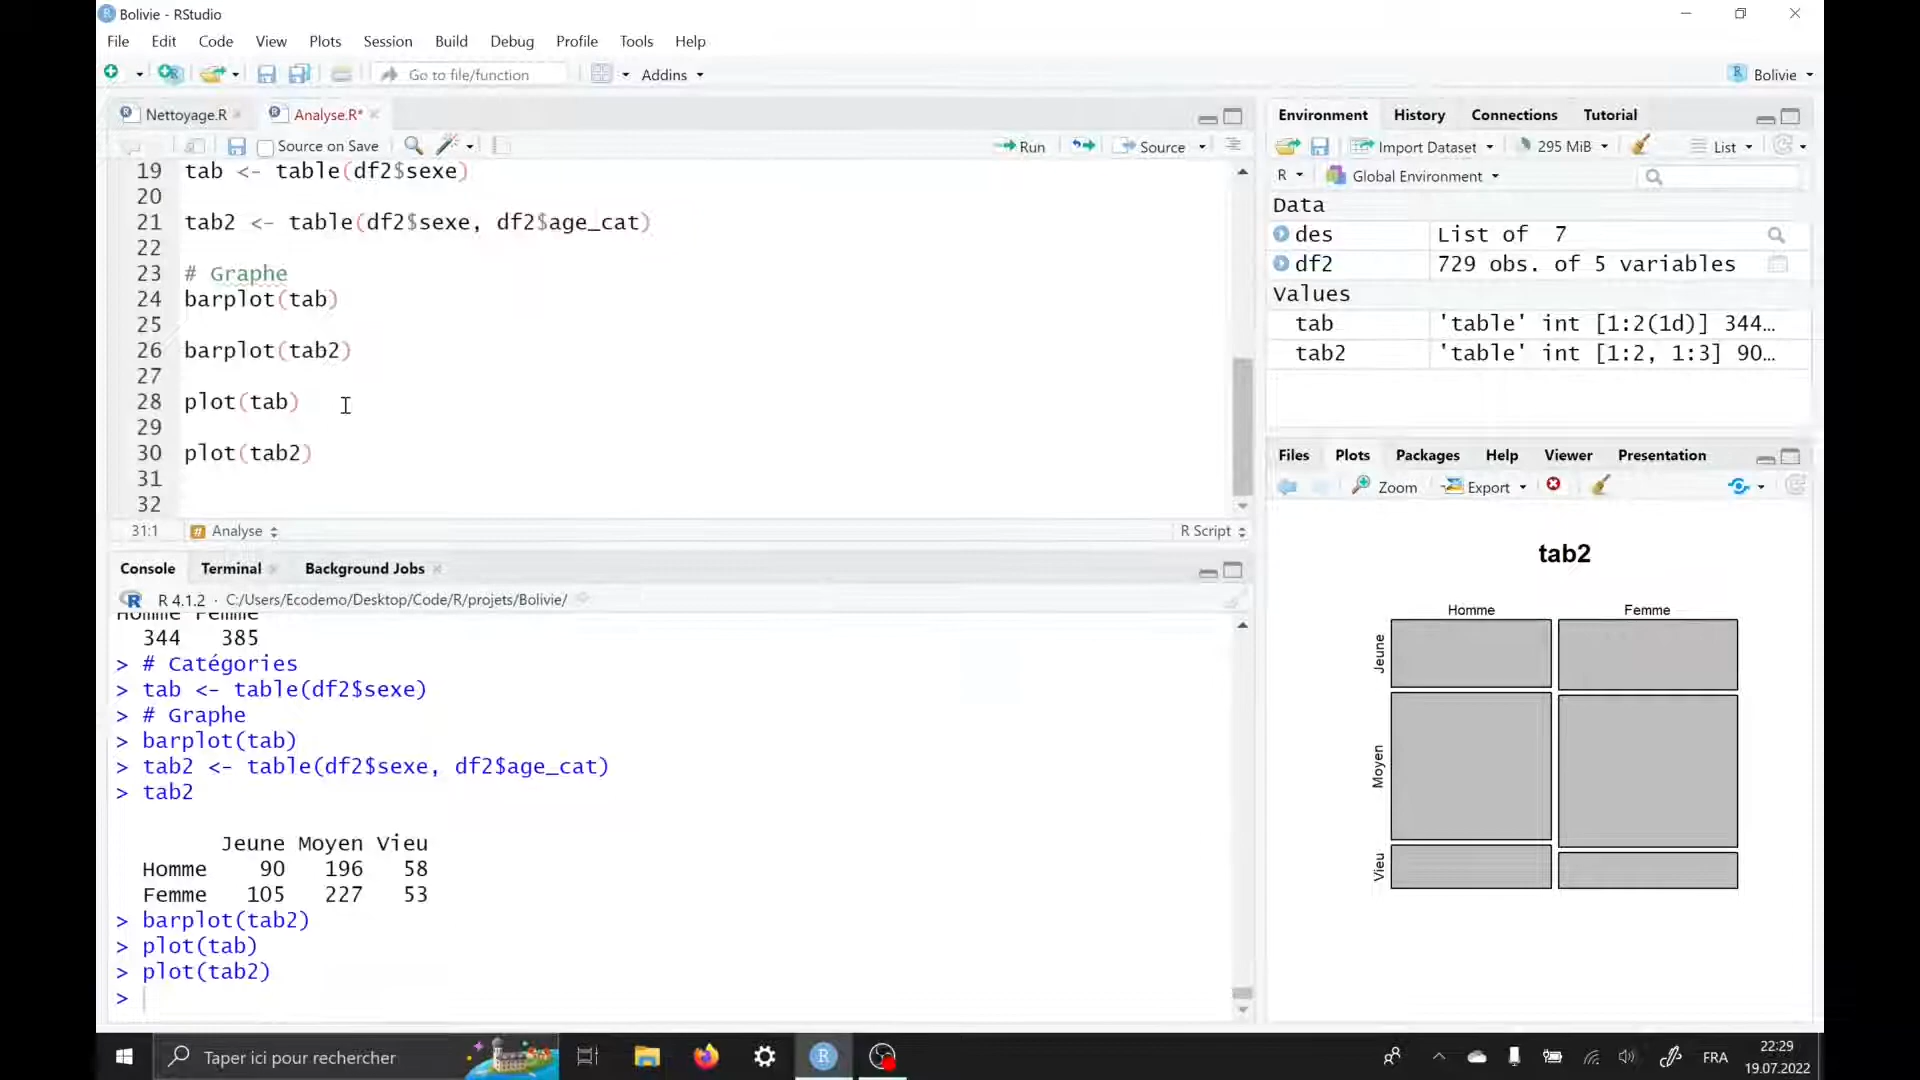 Bolivie - RStudio
File Edit Code View Plots Session Build Debug Profile Tools Help
Go to file/function Addins Bolivie
Nettoyage.R Analyse.R*
Source on Save Run Source
19 tab <- table(df2$sexe)
20
21 tab2 <- table(df2$sexe, df2$age_cat)
22
23 # Graphe
24 barplot(tab)
25
26 barplot(tab2)
27
28 plot(tab)
29
30 plot(tab2)
31
32
31:1 # Analyse R Script
Console Terminal Background Jobs
R 4.1.2 · C:/Users/Ecodemo/Desktop/Code/R/projets/Bolivie/
Homme Femme
344 385
> # Catégories
> tab <- table(df2$sexe)
> # Graphe
> barplot(tab)
> tab2 <- table(df2$sexe, df2$age_cat)
> tab2
Jeune Moyen Vieu
Homme 90 196 58
Femme 105 227 53
> barplot(tab2)
> plot(tab)
> plot(tab2)
>
Environment History Connections Tutorial
Import Dataset 295 MiB List
R Global Environment
Data
des List of 7
df2 729 obs. of 5 variables
Values
tab 'table' int [1:2(1d)] 344…
tab2 'table' int [1:2, 1:3] 90…
Files Plots Packages Help Viewer Presentation
Zoom Export
tab2
Homme Femme
Jeune
Moyen
Vieu
Taper ici pour rechercher
FRA
22:29
19.07.2022